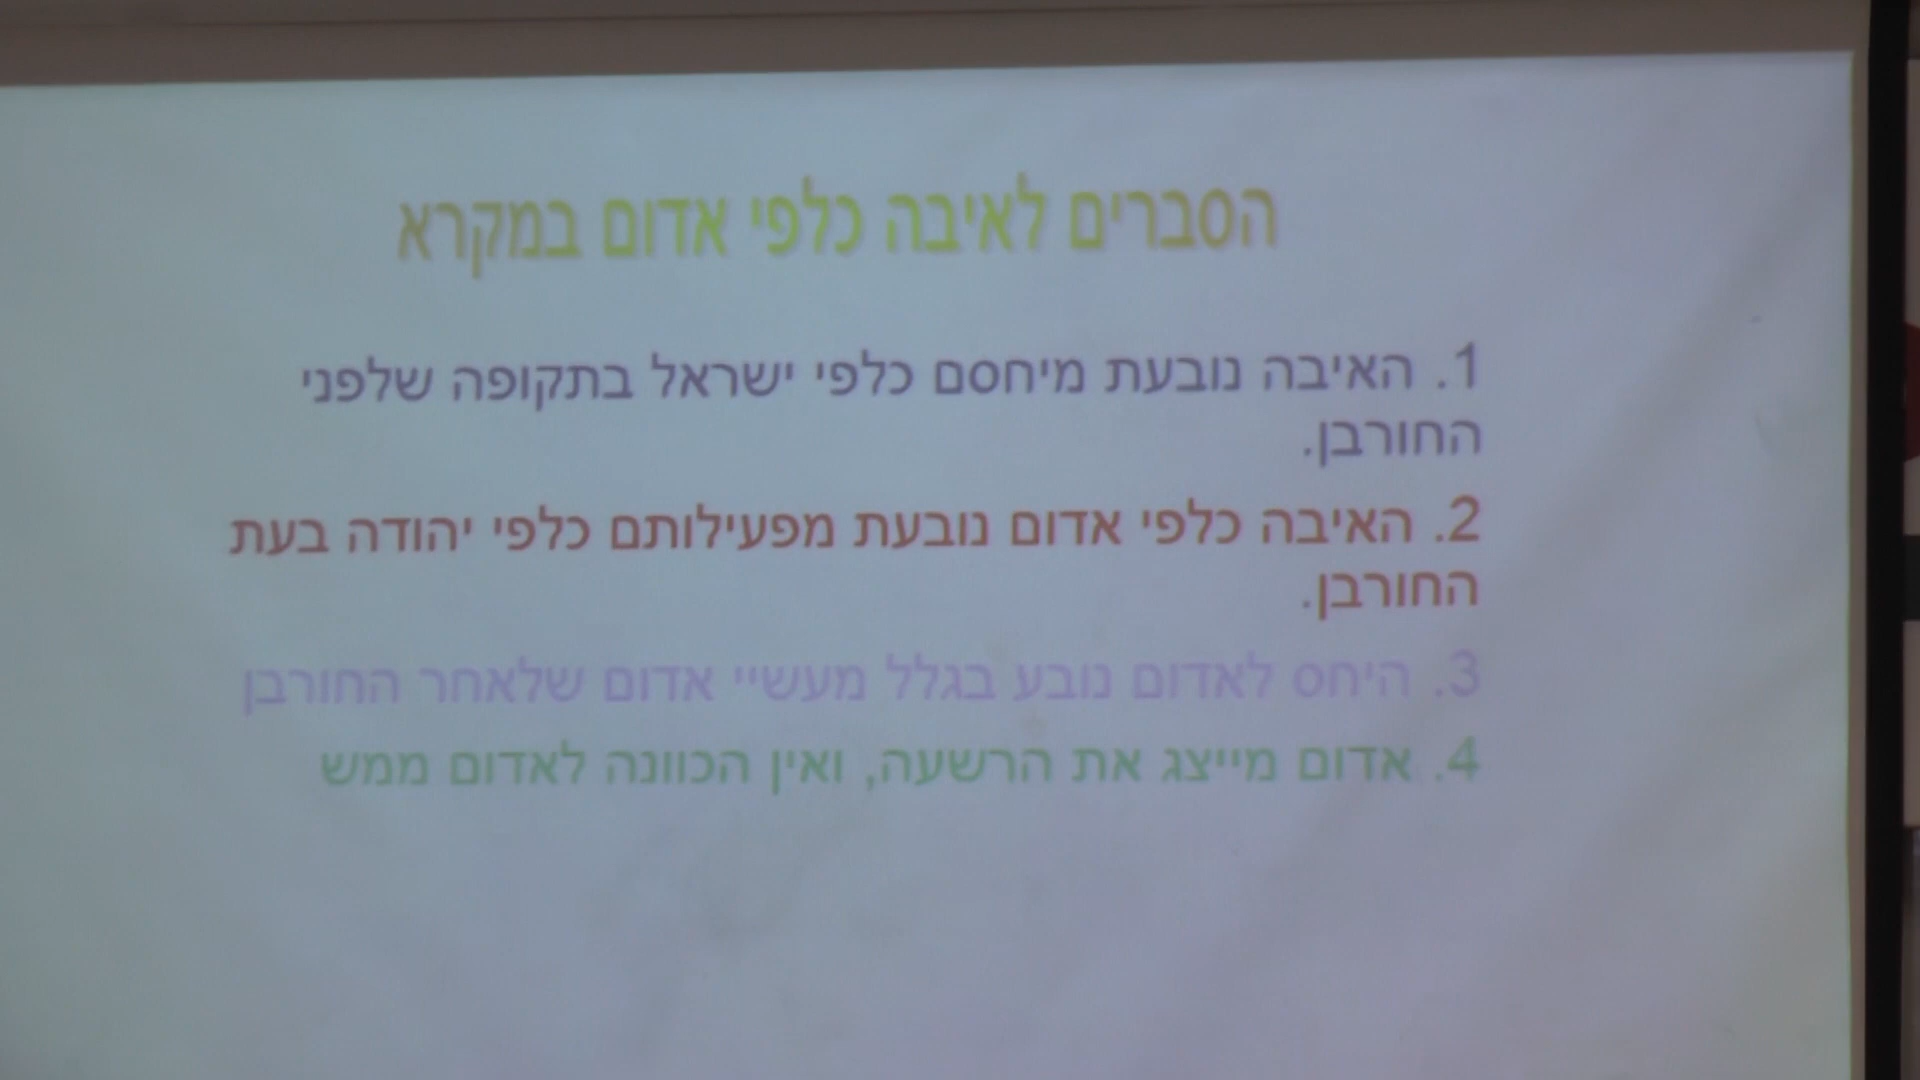 הסברים לאיבה כלפי אדום במקרא
1. האיבה נובעת מיחסם כלפי ישראל בתקופה שלפני
החורבן.
2. האיבה כלפי אדום נובעת מפעילותם כלפי יהודה בעת
החורבן.
3. היחס לאדום נובע בגלל מעשיי אדום שלאחר החורבן
4. אדום מייצג את הרשעה, ואין הכוונה לאדום ממש